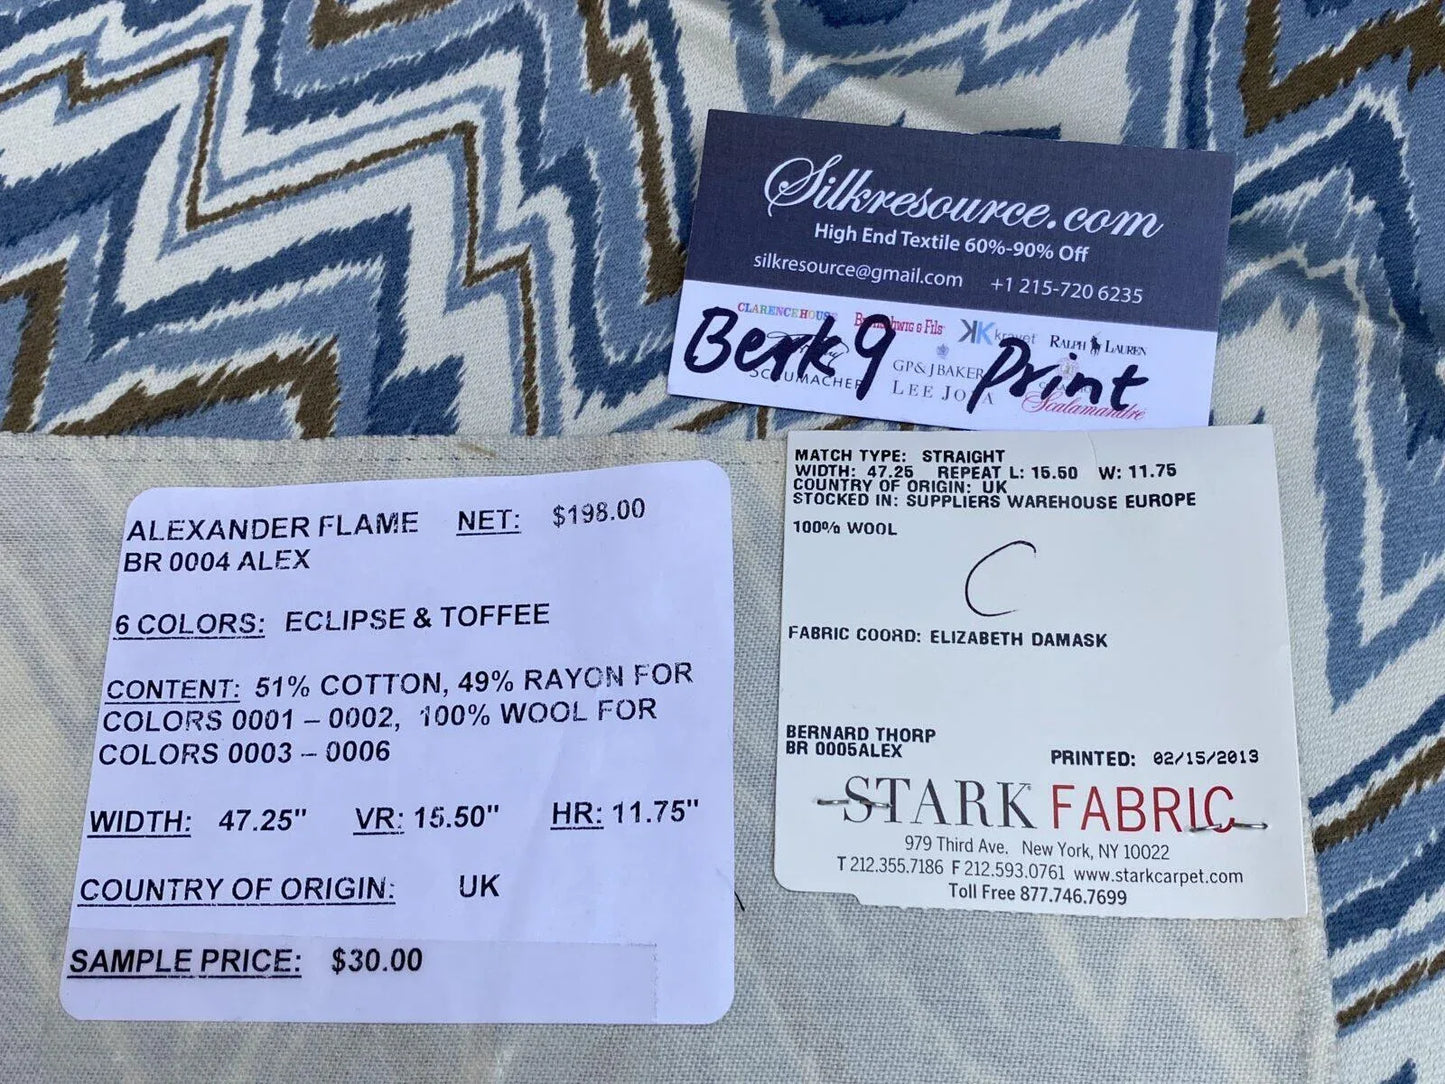 Silkresource.com
High End Textile 60%-90% Off
silkresource@gmail.com +1 215-720 6235
CLARENCE HOUSE Brunschwig & Fils kravet RALPH LAUREN
Berk9 Print
SCHUMACHER GP & J BAKER
LEE JOFA Scalamandré
ALEXANDER FLAME NET: $198.00
BR 0004 ALEX
6 COLORS: ECLIPSE & TOFFEE
CONTENT: 51% COTTON, 49% RAYON FOR
COLORS 0001 – 0002, 100% WOOL FOR
COLORS 0003 – 0006
WIDTH: 47.25" VR: 15.50" HR: 11.75"
COUNTRY OF ORIGIN: UK
SAMPLE PRICE: $30.00
MATCH TYPE: STRAIGHT
WIDTH: 47.25 REPEAT L: 15.50 W: 11.75
COUNTRY OF ORIGIN: UK
STOCKED IN: SUPPLIERS WAREHOUSE EUROPE
100% WOOL
C
FABRIC COORD: ELIZABETH DAMASK
BERNARD THORP
BR 0005ALEX
PRINTED: 02/15/2013
STARK FABRIC
979 Third Ave. New York, NY 10022
T 212.355.7186 F 212.593.0761 www.starkcarpet.com
Toll Free 877.746.7699